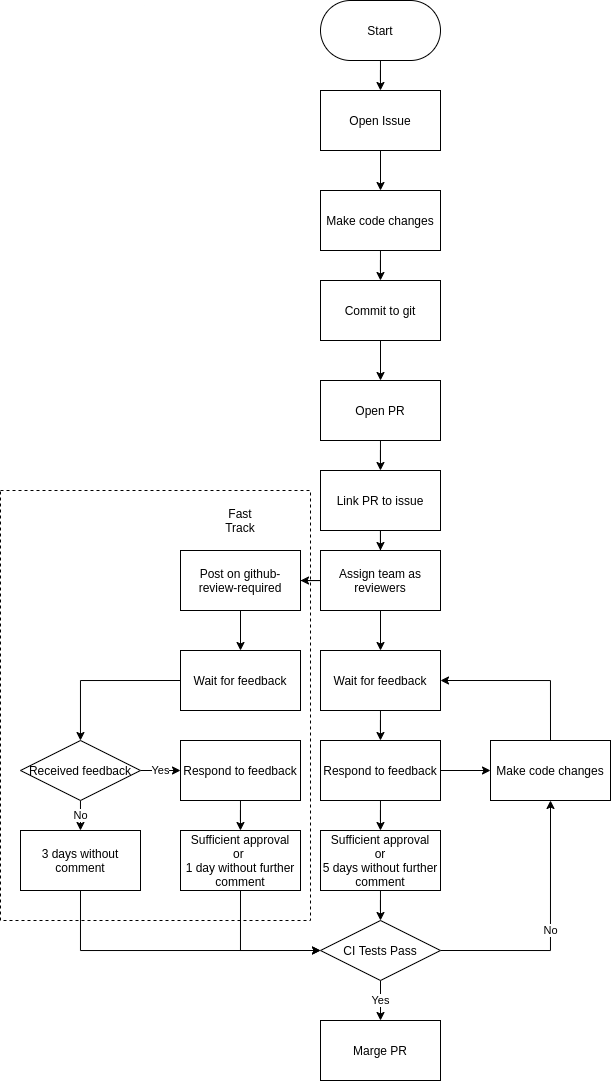 Start
Open Issue
Make code changes
Commit to git
Open PR
Link PR to issue
Fast
Track
Post on github-
review-required
Assign team as
reviewers
Wait for feedback
Wait for feedback
Received feedback
Yes
Respond to feedback
Respond to feedback
Make code changes
No
3 days without
comment
Sufficient approval
or
1 day without further
comment
Sufficient approval
or
5 days without further
comment
CI Tests Pass
No
Yes
Marge PR